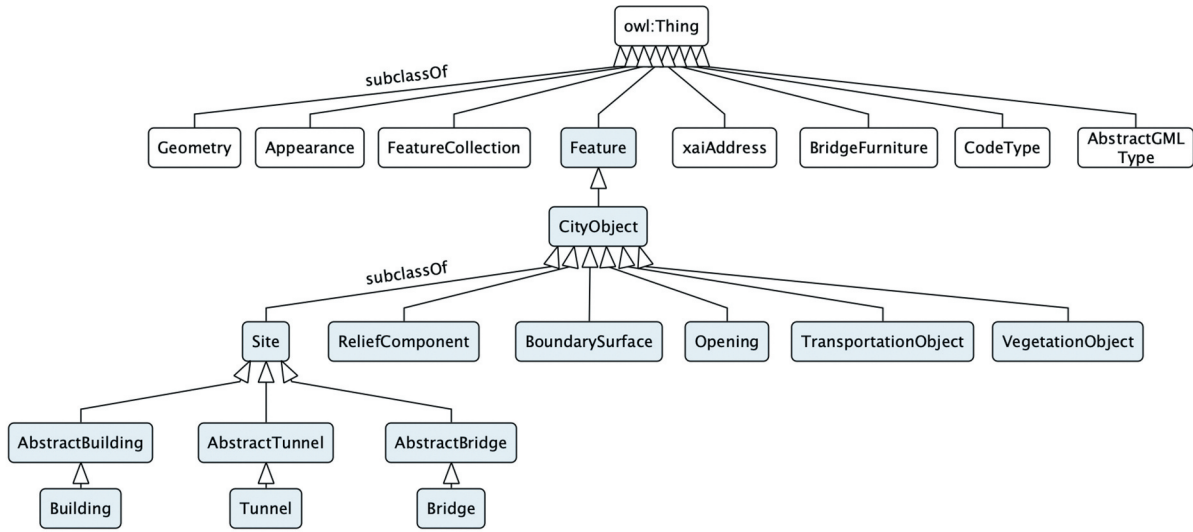 owl:Thing
subclassOf
Geometry
Appearance
FeatureCollection
Feature
xaiAddress
BridgeFurniture
CodeType
AbstractGML
Type
CityObject
subclassOf
Site
ReliefComponent
BoundarySurface
Opening
TransportationObject
VegetationObject
AbstractBuilding
AbstractTunnel
AbstractBridge
Building
Tunnel
Bridge